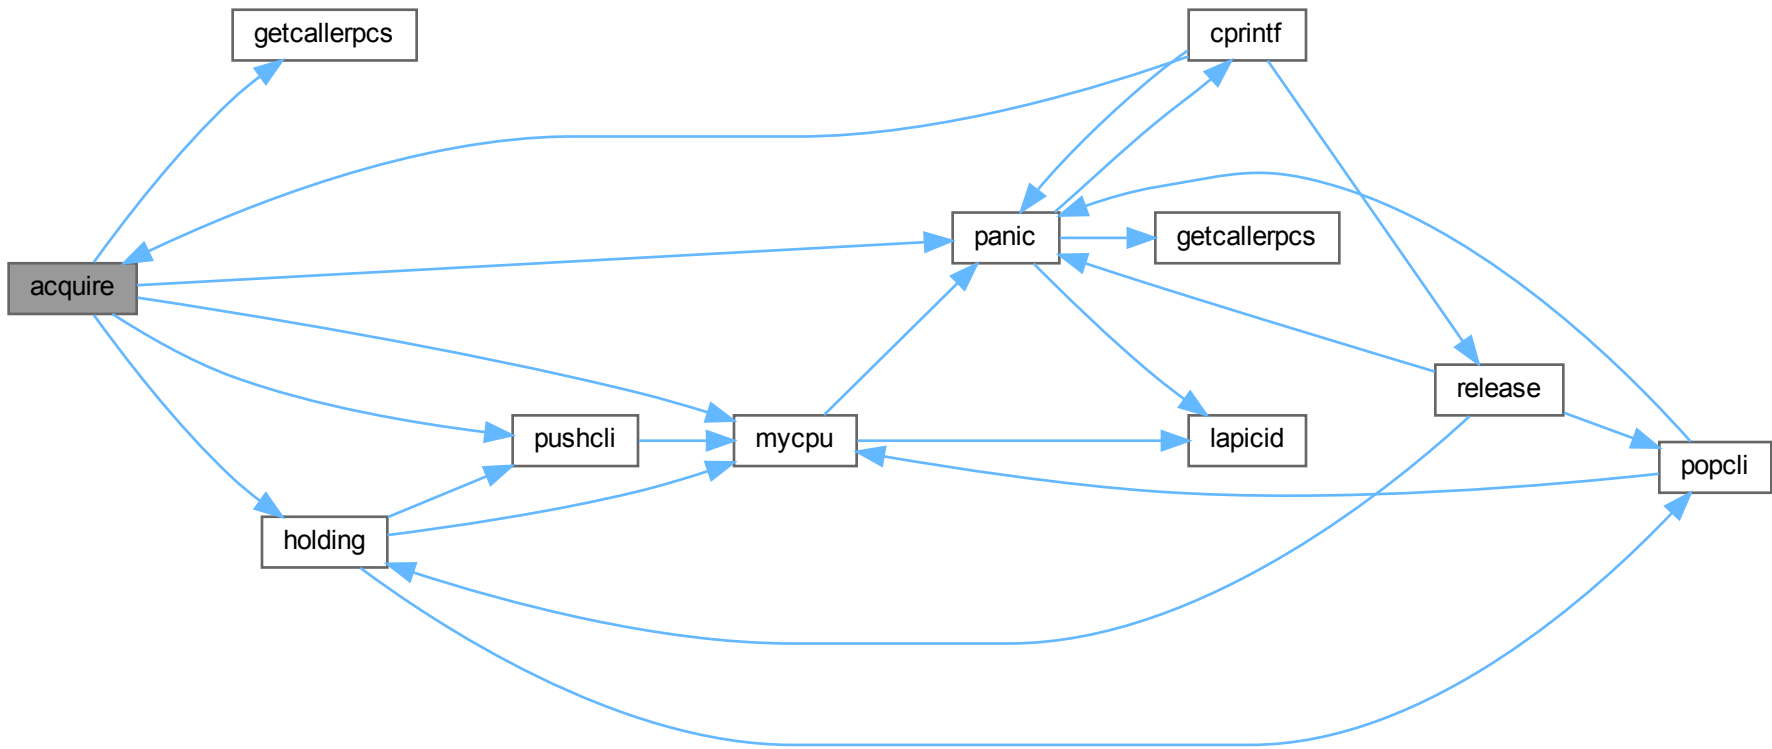 getcallerpcs
cprintf
panic
getcallerpcs
acquire
release
pushcli
mycpu
lapicid
popcli
holding